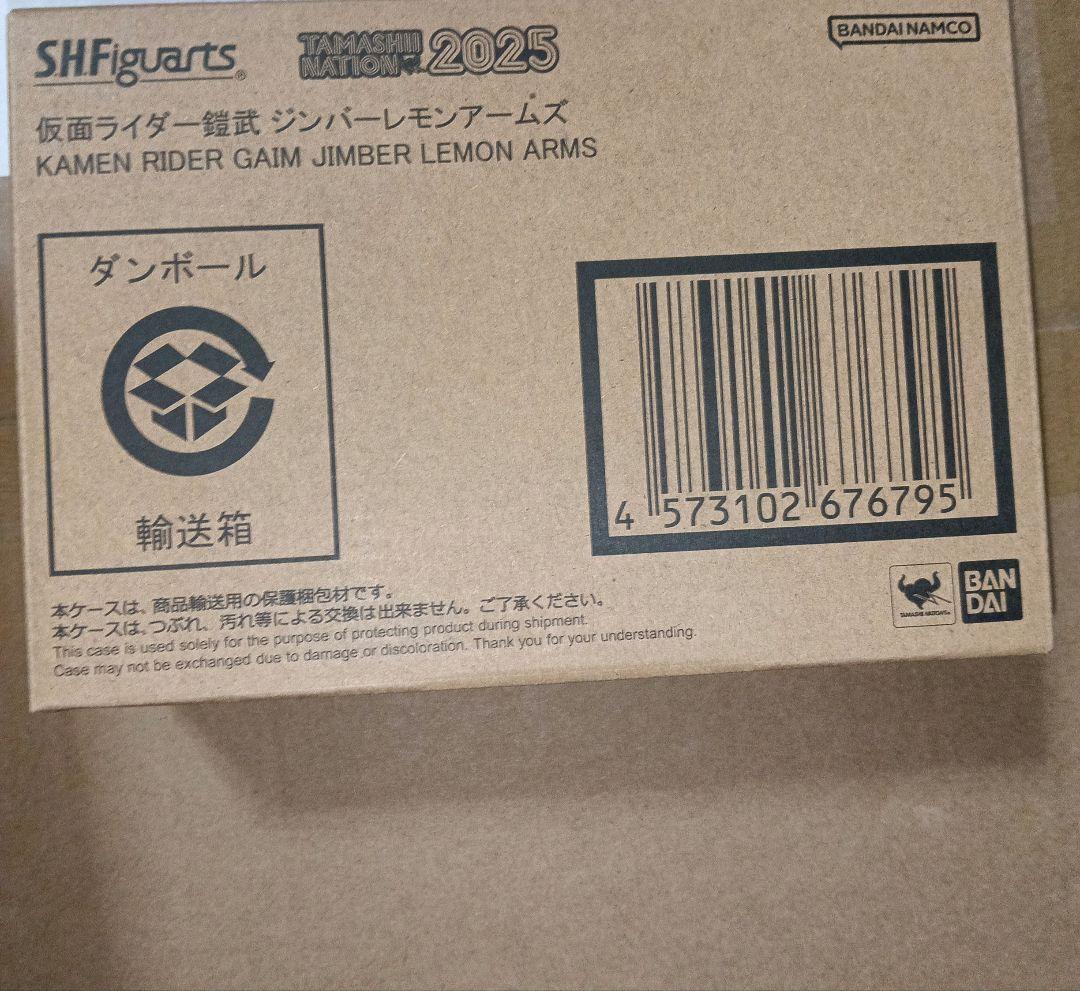 S.H.Figuarts®
TAMASHII NATION 2025
BANDAI NAMCO
仮面ライダー鎧武 ジンバーレモンアームズ
KAMEN RIDER GAIM JIMBER LEMON ARMS
ダンボール
輸送箱
4 573102 676795
本ケースは、商品輸送用の保護梱包材です。
本ケースは、つぶれ、汚れ等による交換は出来ません。ご了承ください。
This case is used solely for the purpose of protecting product during shipment.
Case may not be exchanged due to damage or discoloration. Thank you for your understanding.
TAMASHII NATIONS
BAN
DAI